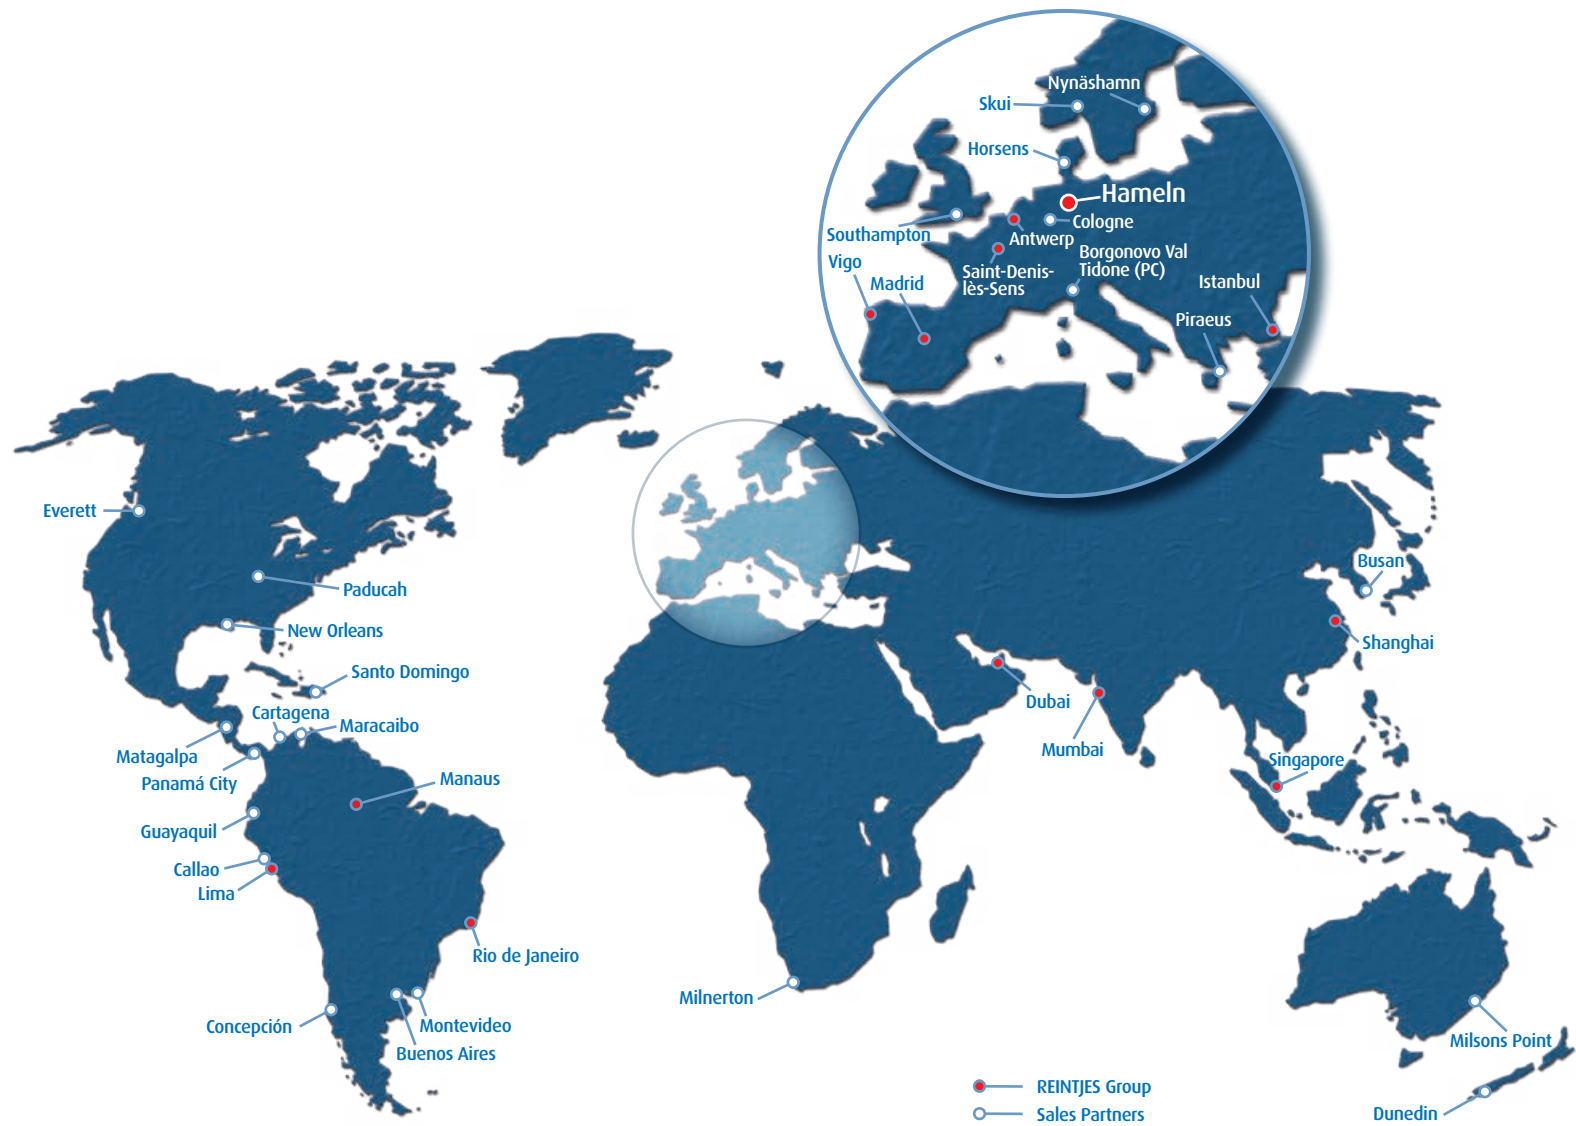 Nynäshamn
Skui
Horsens
Hameln
Cologne
Southampton
Antwerp
Borgonovo Val
Tidone (PC)
Vigo
Saint-Denis-
lès-Sens
Madrid
Istanbul
Piraeus
Everett
Busan
Paducah
New Orleans
Shanghai
Santo Domingo
Dubai
Cartagena
Maracaibo
Mumbai
Matagalpa
Singapore
Panamá City
Manaus
Guayaquil
Callao
Lima
Rio de Janeiro
Milnerton
Concepción
Montevideo
Milsons Point
Buenos Aires
REINTJES Group
Sales Partners
Dunedin